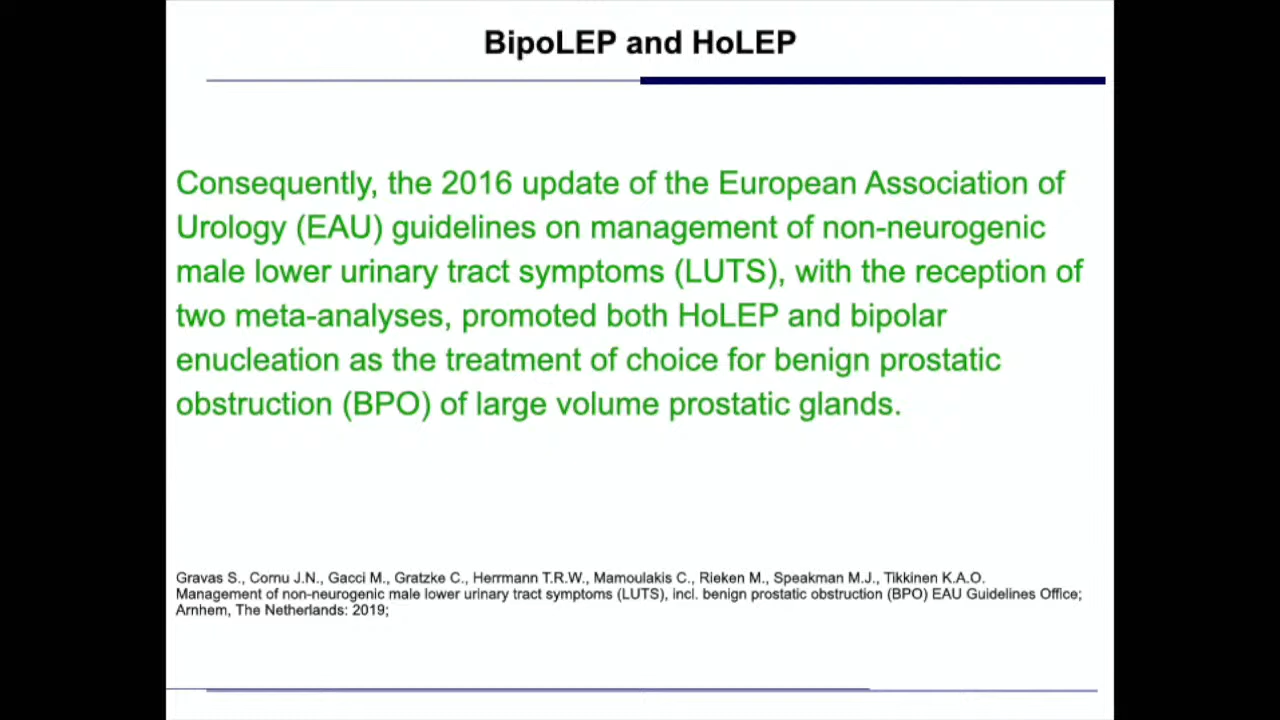 BipoLEP and HoLEP
Consequently, the 2016 update of the European Association of
Urology (EAU) guidelines on management of non-neurogenic
male lower urinary tract symptoms (LUTS), with the reception of
two meta-analyses, promoted both HoLEP and bipolar
enucleation as the treatment of choice for benign prostatic
obstruction (BPO) of large volume prostatic glands.
Gravas S., Cornu J.N., Gacci M., Gratzke C., Herrmann T.R.W., Mamoulakis C., Rieken M., Speakman M.J., Tikkinen K.A.O.
Management of non-neurogenic male lower urinary tract symptoms (LUTS), incl. benign prostatic obstruction (BPO) EAU Guidelines Office;
Arnhem, The Netherlands: 2019;